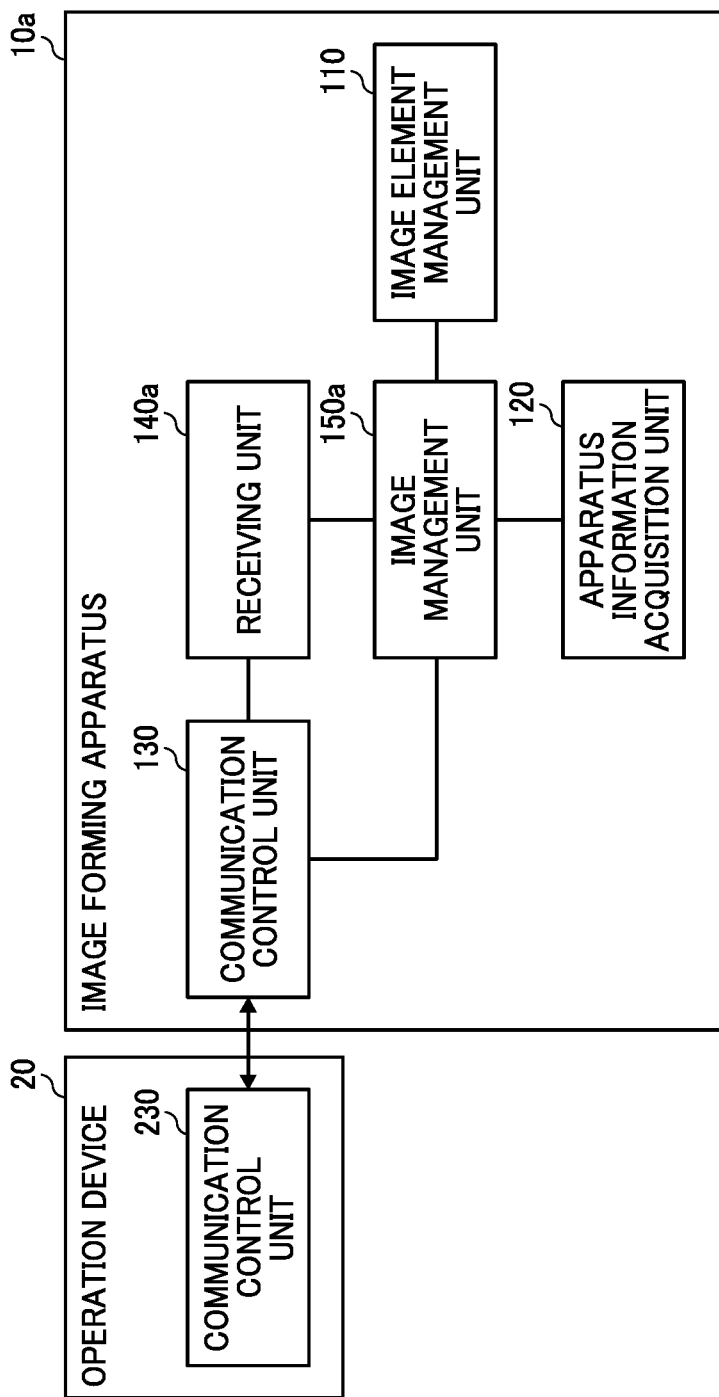 OPERATION DEVICE
20
230
COMMUNICATION
CONTROL
UNIT
IMAGE FORMING APPARATUS
10a
130
COMMUNICATION
CONTROL UNIT
140a
RECEIVING UNIT
150a
IMAGE
MANAGEMENT
UNIT
110
IMAGE ELEMENT
MANAGEMENT
UNIT
120
APPARATUS
INFORMATION
ACQUISITION UNIT